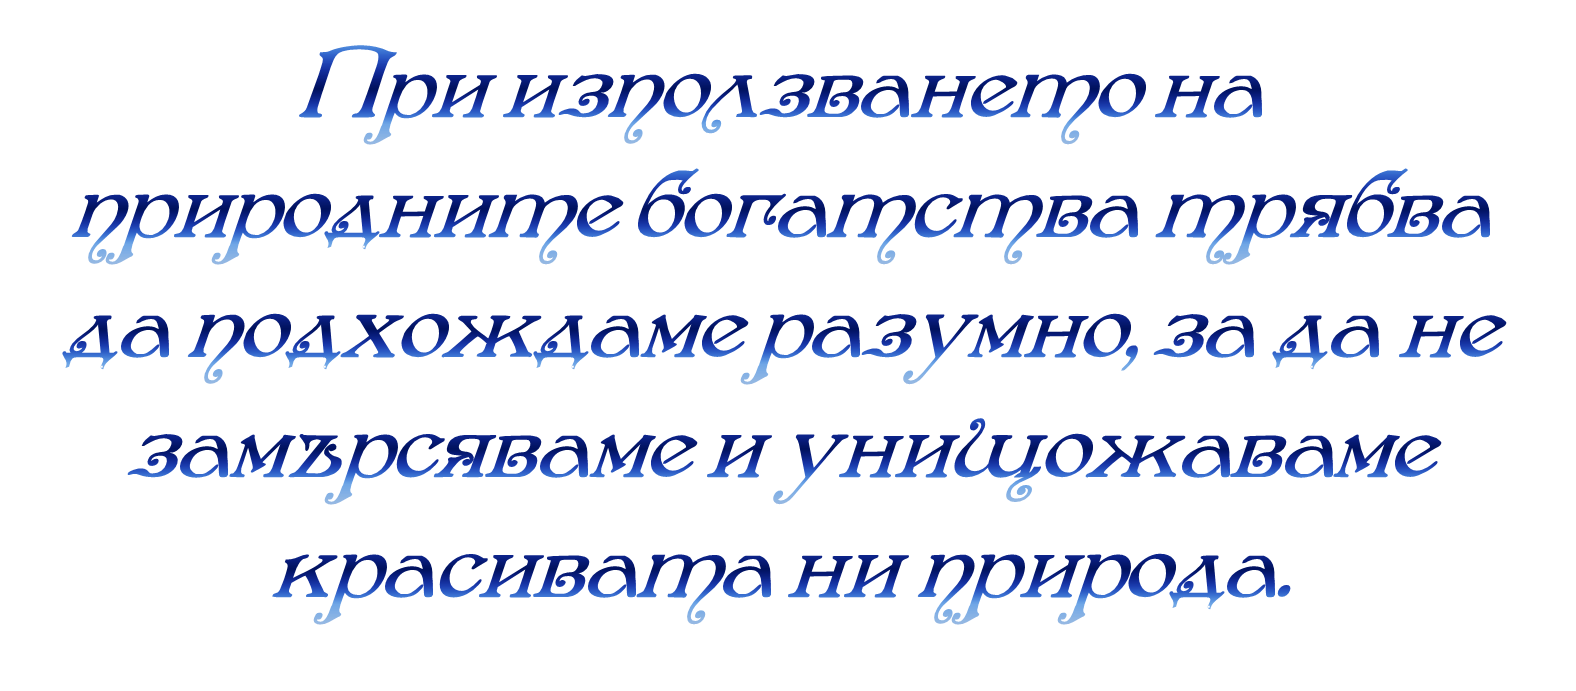 При използването на
природните богатства трябва
да подхождаме разумно, за да не
замърсяваме и унищожаваме
красивата ни природа.